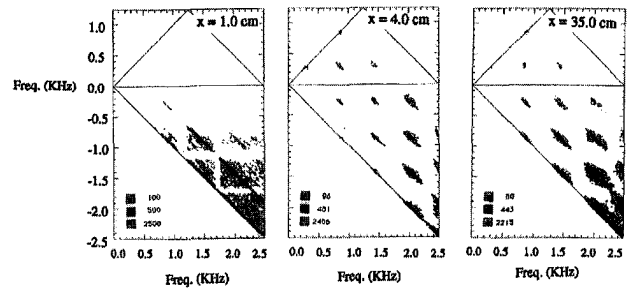 x = 1.0 cm
x = 4.0 cm
x = 35.0 cm
1.0
0.5
Freq. (KHz)
0.0
-0.5
-1.0
-1.5
-2.0
-2.5
100
500
2500
96
481
2406
443
0.0 0.5 1.0 1.5 2.0 2.5
0.0 0.5 1.0 1.5 2.0 2.5
0.0 0.5 1.0 1.5 2.0 2.5
Freq. (KHz)
Freq. (KHz)
Freq. (KHz)